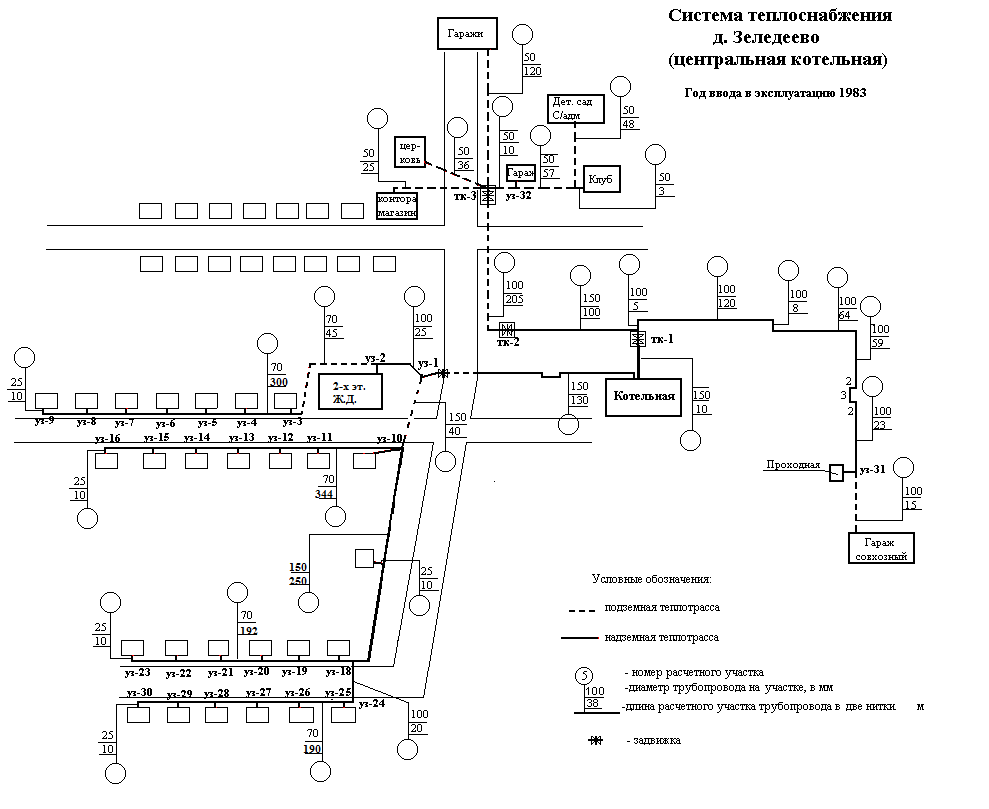 Система теплоснабжения
д. Зеледеево
(центральная котельная)
Год ввода в эксплуатацию 1983
Гаражи
50
120
Дет. сад
С/адм
50
48
50
10
50
36
50
25
цер-
ковь
50
57
Гараж
Клуб
50
3
контора
магазин
тк-3
уз-32
100
205
150
100
100
5
100
120
100
8
100
64
100
59
70
45
100
25
тк-2
тк-1
уз-2
уз-1
25
10
70
300
2-х эт.
Ж.Д.
Котельная
150
130
150
10
150
40
2
3
2
100
23
уз-9
уз-8
уз-7
уз-6
уз-5
уз-4
уз-3
уз-16
уз-15
уз-14
уз-13
уз-12
уз-11
уз-10
Проходная
уз-31
25
10
70
344
100
15
Гараж
совхозный
150
250
25
10
Условные обозначения:
подземная теплотрасса
надземная теплотрасса
25
10
70
192
уз-23
уз-22
уз-21
уз-20
уз-19
уз-18
5
- номер расчетного участка
100
-диаметр трубопровода на участке, в мм
38
-длина расчетного участка трубопровода в две нитки м
- задвижка
уз-30
уз-29
уз-28
уз-27
уз-26
уз-25
уз-24
25
10
70
190
100
20